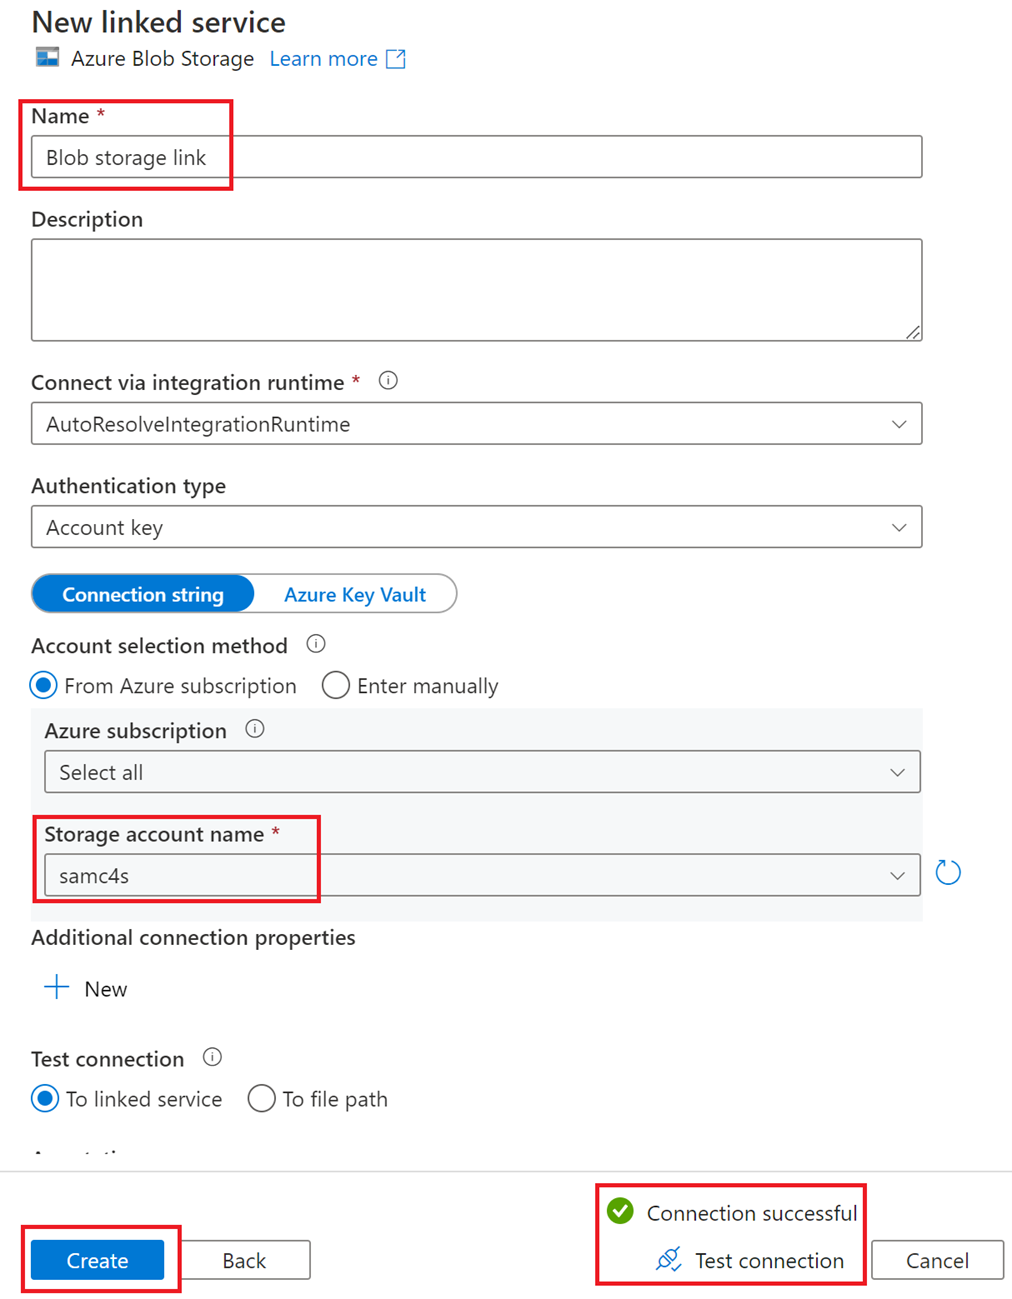 New linked service
Azure Blob Storage Learn more
Name *
Blob storage link
Description
Connect via integration runtime *
AutoResolveIntegrationRuntime
Authentication type
Account key
Connection string Azure Key Vault
Account selection method
From Azure subscription Enter manually
Azure subscription
Select all
Storage account name *
samc4s
Additional connection properties
New
Test connection
To linked service To file path
Connection successful
Create Back Test connection Cancel